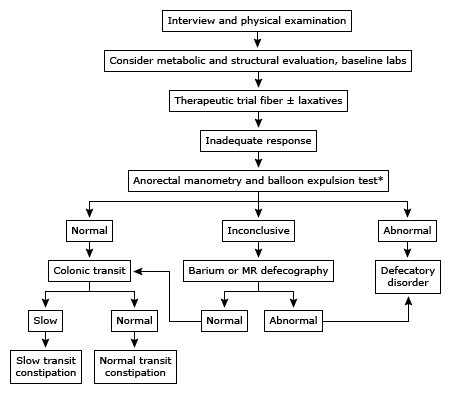 Interview and physical examination
Consider metabolic and structural evaluation, baseline labs
Therapeutic trial fiber ± laxatives
Inadequate response
Anorectal manometry and balloon expulsion test*
Normal
Inconclusive
Abnormal
Colonic transit
Barium or MR defecography
Defecatory
disorder
Slow
Normal
Normal
Abnormal
Slow transit
constipation
Normal transit
constipation